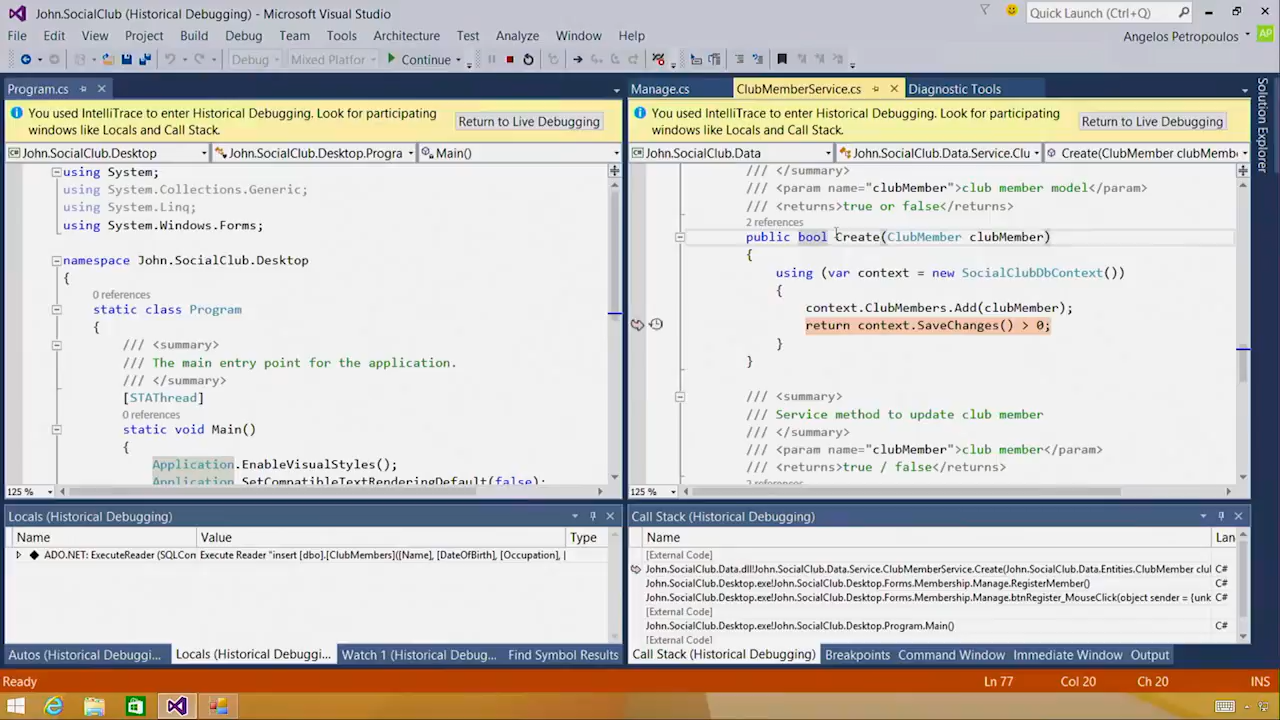 John.SocialClub (Historical Debugging) - Microsoft Visual Studio
Quick Launch (Ctrl+Q)
File Edit View Project Build Debug Team Tools Architecture Test Analyze Window Help
Angelos Petropoulos AP
Debug Mixed Platfor Continue
Program.cs
Manage.cs ClubMemberService.cs Diagnostic Tools
You used IntelliTrace to enter Historical Debugging. Look for participating
windows like Locals and Call Stack.
Return to Live Debugging
You used IntelliTrace to enter Historical Debugging. Look for participating
windows like Locals and Call Stack.
Return to Live Debugging
Solution Explorer
John.SocialClub.Desktop John.SocialClub.Desktop.Progra Main()
John.SocialClub.Data John.SocialClub.Data.Service.Clu Create(ClubMember clubMemb
using System;
using System.Collections.Generic;
using System.Linq;
using System.Windows.Forms;
namespace John.SocialClub.Desktop
{
0 references
static class Program
{
/// <summary>
/// The main entry point for the application.
/// </summary>
[STAThread]
0 references
static void Main()
{
Application.EnableVisualStyles();
Application.SetCompatibleTextRenderingDefault(false);
125 %
/// </summary>
/// <param name="clubMember">club member model</param>
/// <returns>true or false</returns>
2 references
public bool Create(ClubMember clubMember)
{
using (var context = new SocialClubDbContext())
{
context.ClubMembers.Add(clubMember);
return context.SaveChanges() > 0;
}
}
/// <summary>
/// Service method to update club member
/// </summary>
/// <param name="clubMember">club member</param>
/// <returns>true / false</returns>
2 references
125 %
Locals (Historical Debugging)
Name Value Type
ADO.NET: ExecuteReader (SQLCon Execute Reader "insert [dbo].[ClubMembers]([Name], [DateOfBirth], [Occupation], [
Autos (Historical Debuggi... Locals (Historical Debuggi... Watch 1 (Historical Debug... Find Symbol Results
Call Stack (Historical Debugging)
Name Lan
[External Code]
John.SocialClub.Data.dll!John.SocialClub.Data.Service.ClubMemberService.Create(John.SocialClub.Data.Entities.ClubMember clul C#
John.SocialClub.Desktop.exe!John.SocialClub.Desktop.Forms.Membership.Manage.RegisterMember() C#
John.SocialClub.Desktop.exe!John.SocialClub.Desktop.Forms.Membership.Manage.btnRegister_MouseClick(object sender = {unk C#
[External Code]
John.SocialClub.Desktop.exe!John.SocialClub.Desktop.Program.Main() C#
[External Code]
Call Stack (Historical Debugging) Breakpoints Command Window Immediate Window Output
Ready Ln 77 Col 20 Ch 20 INS